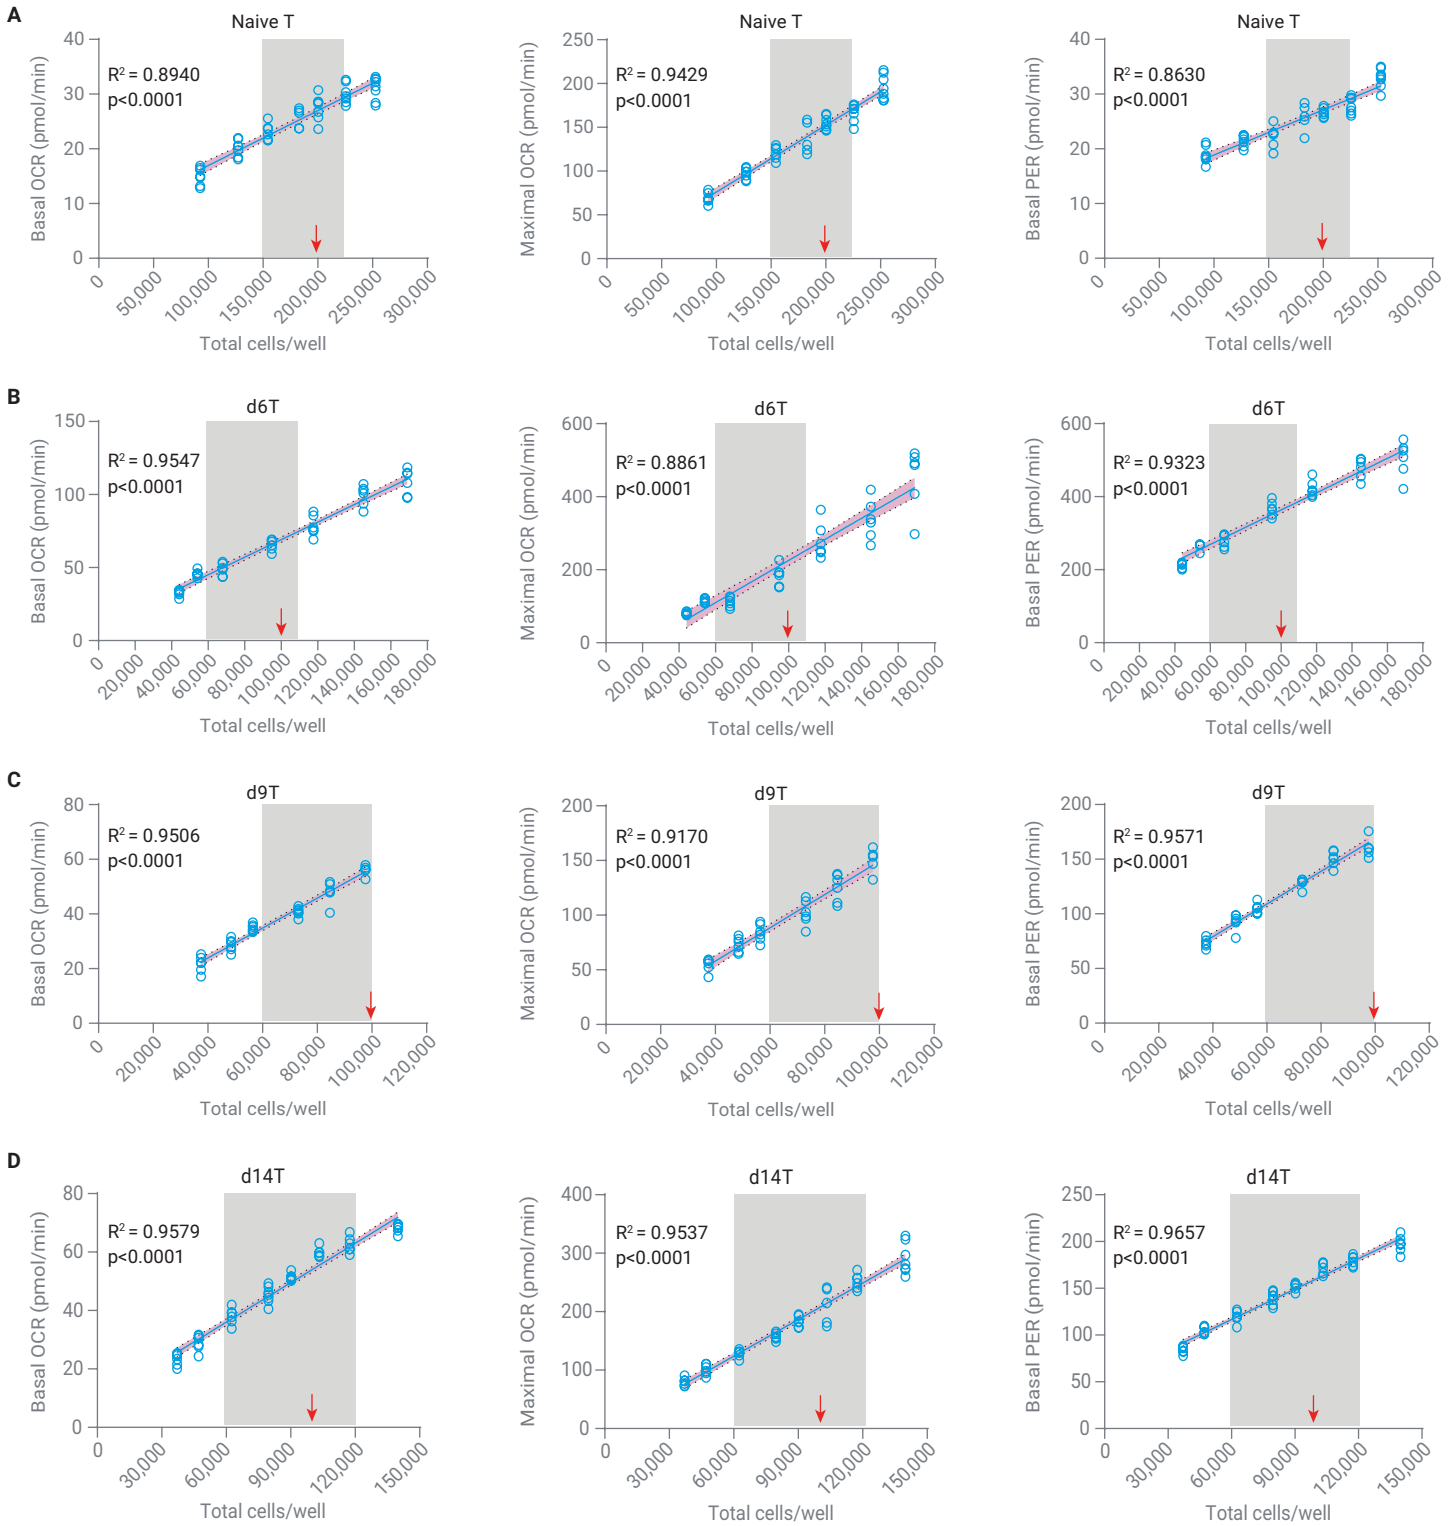 A
Naive T
Basal OCR (pmol/min)
40
30
20
10
0
R² = 0.8940
p<0.0001
0
50,000
100,000
150,000
200,000
250,000
300,000
Total cells/well
Naive T
Maximal OCR (pmol/min)
250
200
150
100
50
0
R² = 0.9429
p<0.0001
0
50,000
100,000
150,000
200,000
250,000
300,000
Total cells/well
Naive T
Basal PER (pmol/min)
40
30
20
10
0
R² = 0.8630
p<0.0001
0
50,000
100,000
150,000
200,000
250,000
300,000
Total cells/well
B
d6T
Basal OCR (pmol/min)
150
100
50
0
R² = 0.9547
p<0.0001
0
20,000
40,000
60,000
80,000
100,000
120,000
140,000
160,000
180,000
Total cells/well
d6T
Maximal OCR (pmol/min)
600
400
200
0
R² = 0.8861
p<0.0001
0
20,000
40,000
60,000
80,000
100,000
120,000
140,000
160,000
180,000
Total cells/well
d6T
Basal PER (pmol/min)
600
400
200
0
R² = 0.9323
p<0.0001
0
20,000
40,000
60,000
80,000
100,000
120,000
140,000
160,000
180,000
Total cells/well
C
d9T
Basal OCR (pmol/min)
80
60
40
20
0
R² = 0.9506
p<0.0001
0
20,000
40,000
60,000
80,000
100,000
120,000
Total cells/well
d9T
Maximal OCR (pmol/min)
200
150
100
50
0
R² = 0.9170
p<0.0001
0
20,000
40,000
60,000
80,000
100,000
120,000
Total cells/well
d9T
Basal PER (pmol/min)
200
150
100
50
0
R² = 0.9571
p<0.0001
0
20,000
40,000
60,000
80,000
100,000
120,000
Total cells/well
D
d14T
Basal OCR (pmol/min)
80
60
40
20
0
R² = 0.9579
p<0.0001
0
30,000
60,000
90,000
120,000
150,000
Total cells/well
d14T
Maximal OCR (pmol/min)
400
300
200
100
0
R² = 0.9537
p<0.0001
0
30,000
60,000
90,000
120,000
150,000
Total cells/well
d14T
Basal PER (pmol/min)
250
200
150
100
50
0
R² = 0.9657
p<0.0001
0
30,000
60,000
90,000
120,000
150,000
Total cells/well